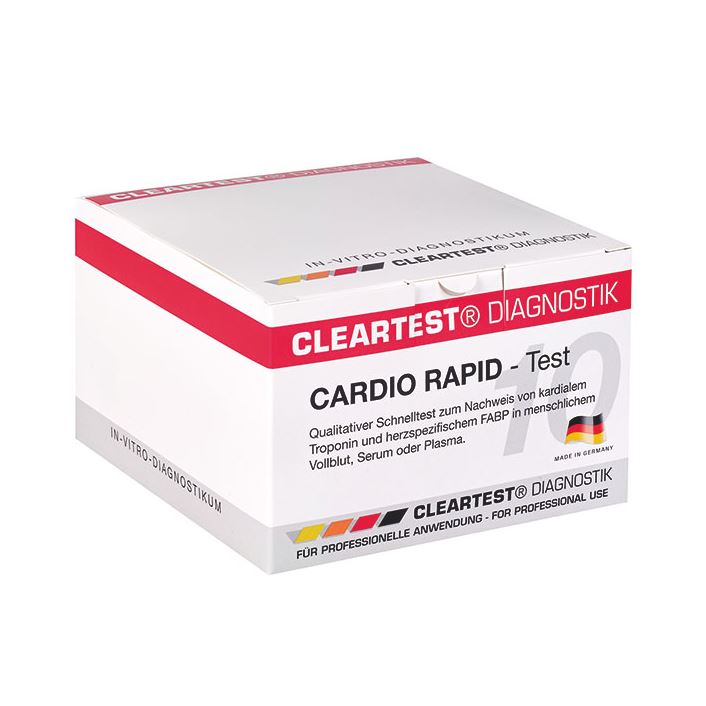 CLEARTEST® DIAGNOSTIK
IN-VITRO-DIAGNOSTIKUM
CLEARTEST® DIAGNOSTIK
CLEARTEST® DIAGNOSTIK
10
CARDIO RAPID - Test
Qualitativer Schnelltest zum Nachweis von kardialem
Troponin und herzspezifischem FABP in menschlichem
Vollblut, Serum oder Plasma.
MADE IN GERMANY
IN-VITRO-DIAGNOSTIKUM
CLEARTEST® DIAGNOSTIK
FÜR PROFESSIONELLE ANWENDUNG - FOR PROFESSIONAL USE